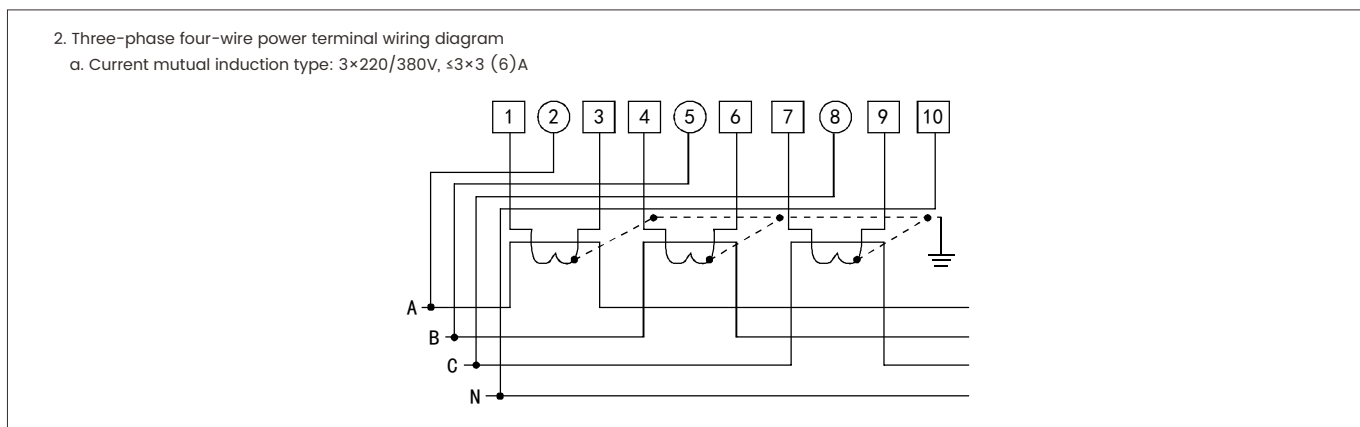 2. Three-phase four-wire power terminal wiring diagram
a. Current mutual induction type: 3×220/380V, ≤3×3 (6)A
1 2 3 4 5 6 7 8 9 10
A
B
C
N